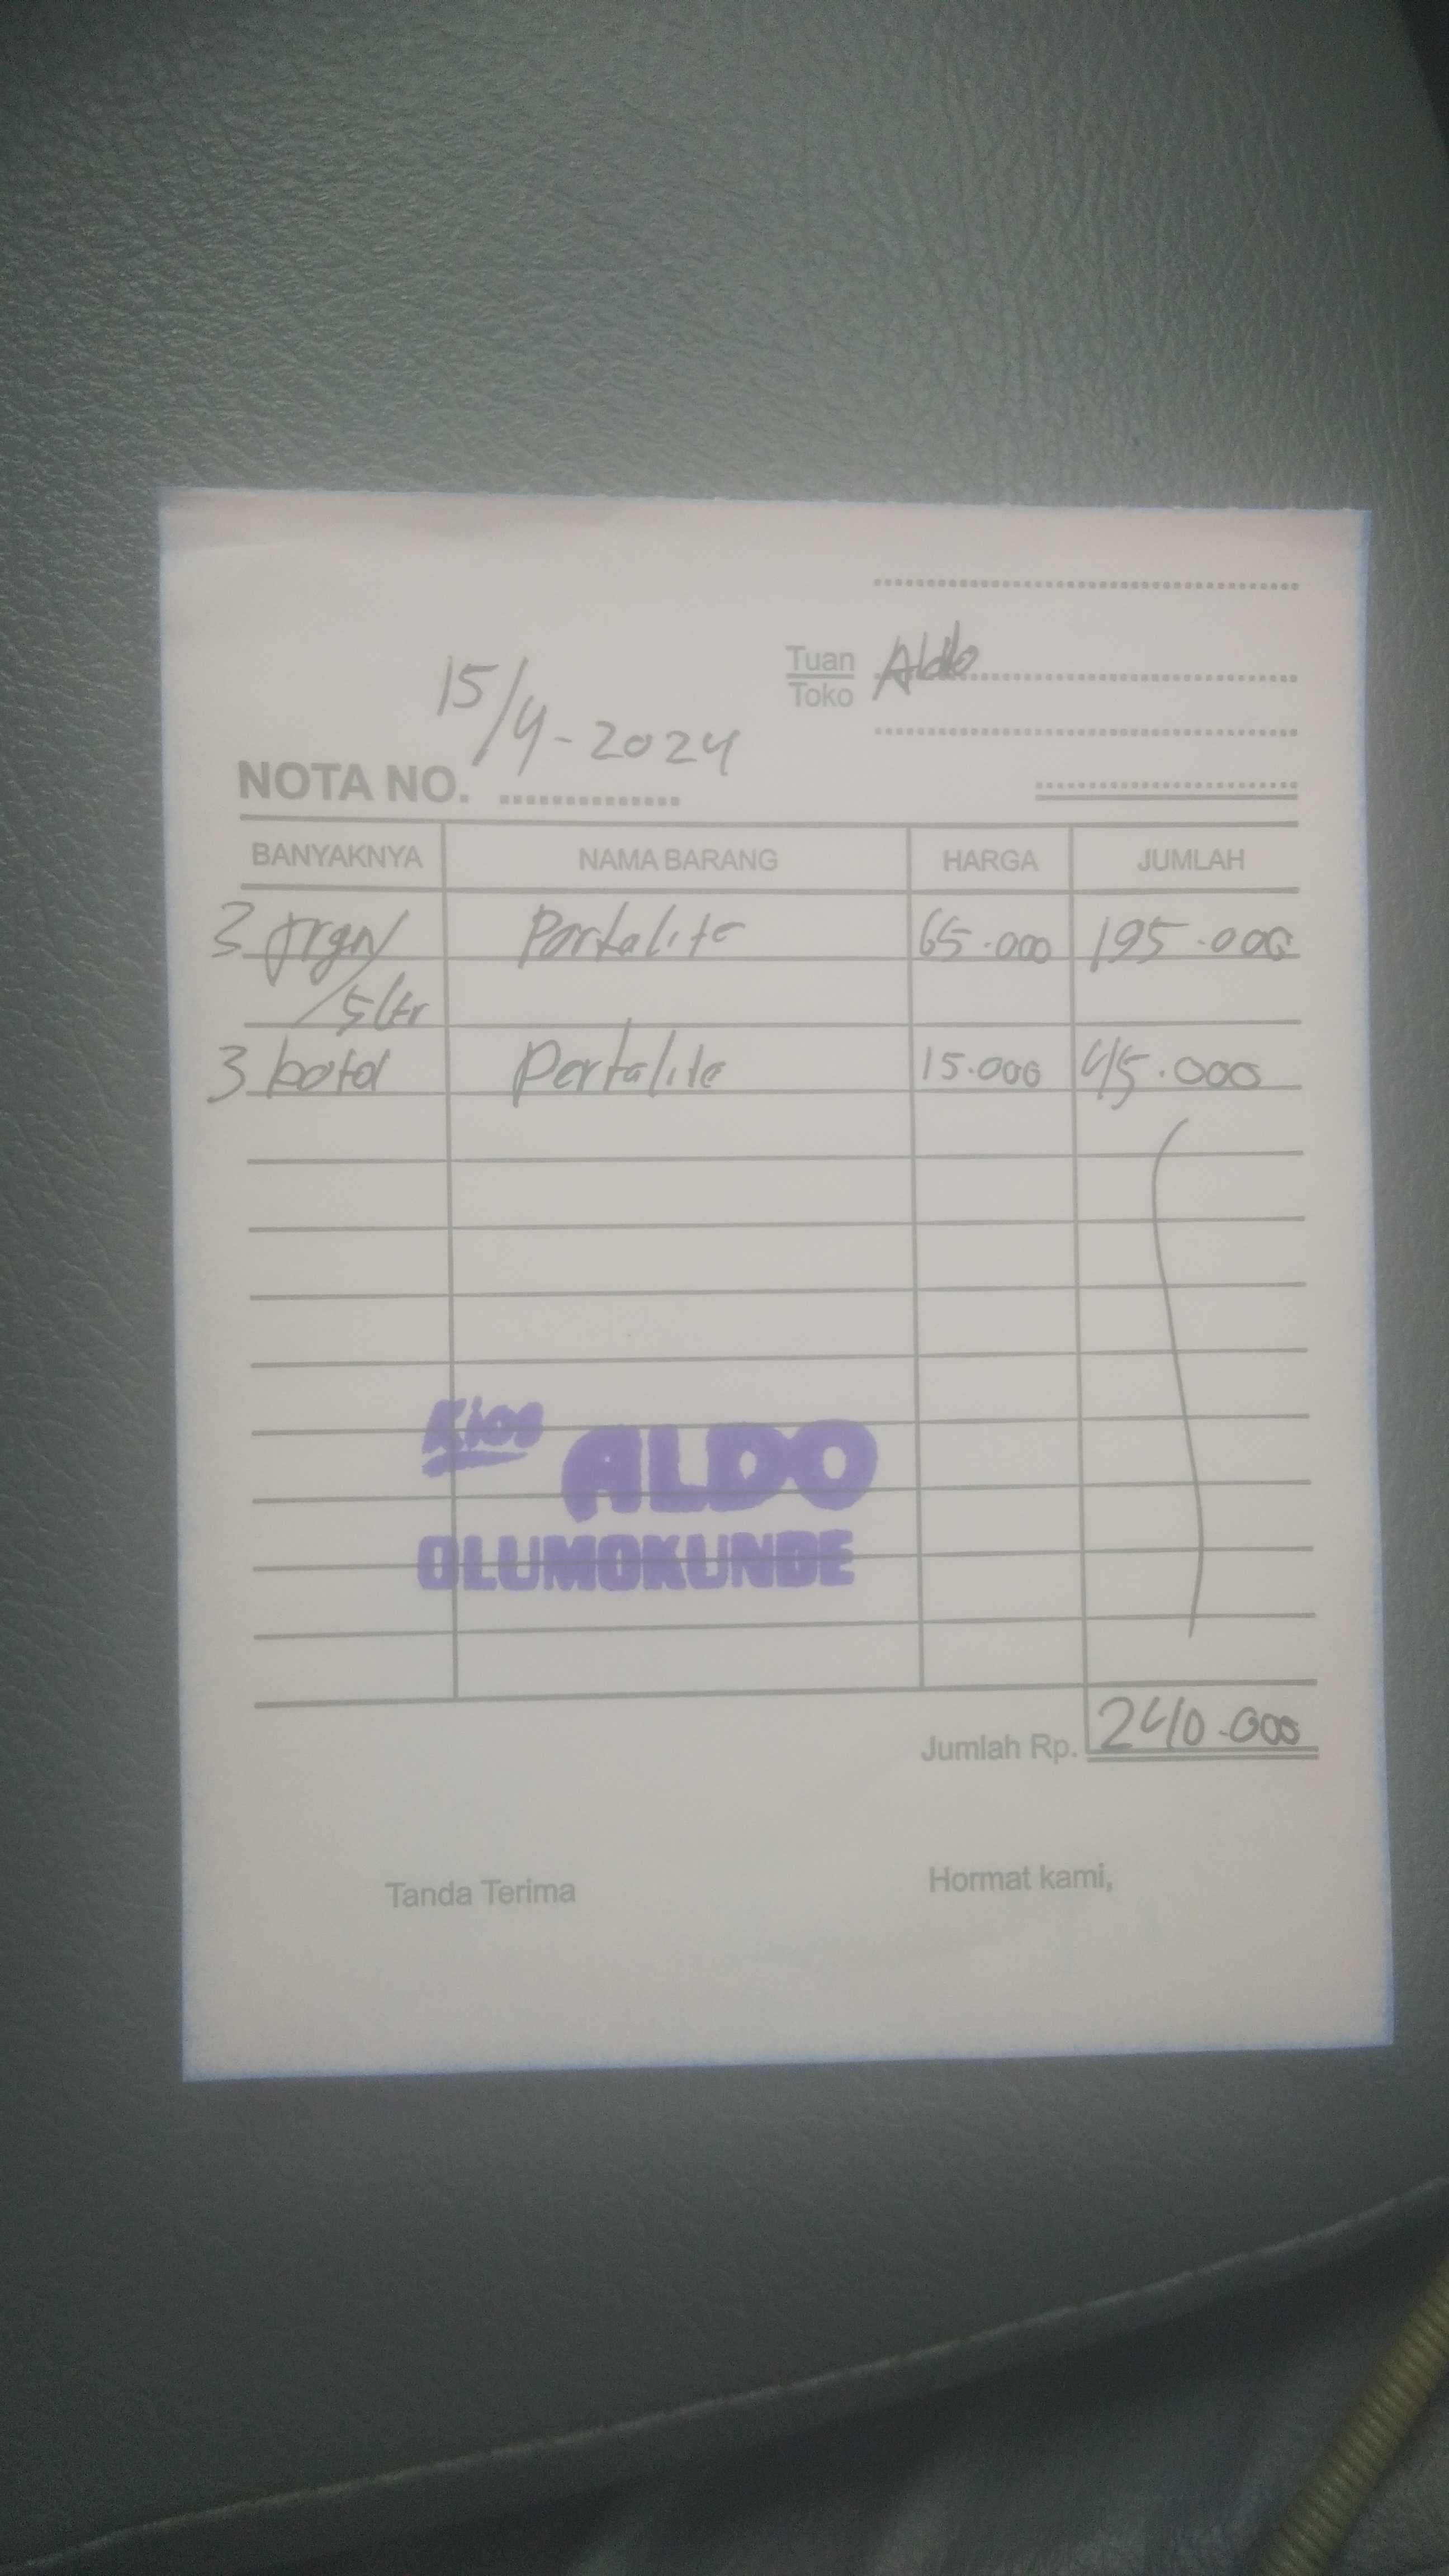 15/4-2024
Tuan
Toko
Aldo
NOTA NO.
BANYAKNYA NAMA BARANG HARGA JUMLAH
3 jrgn Pertalite 65.000 195.000
/5 ltr
3 botol Pertalite 15.000 45.000
Kios ALDO
OLUMOKUNDE
Jumlah Rp. 240.000
Tanda Terima Hormat kami,